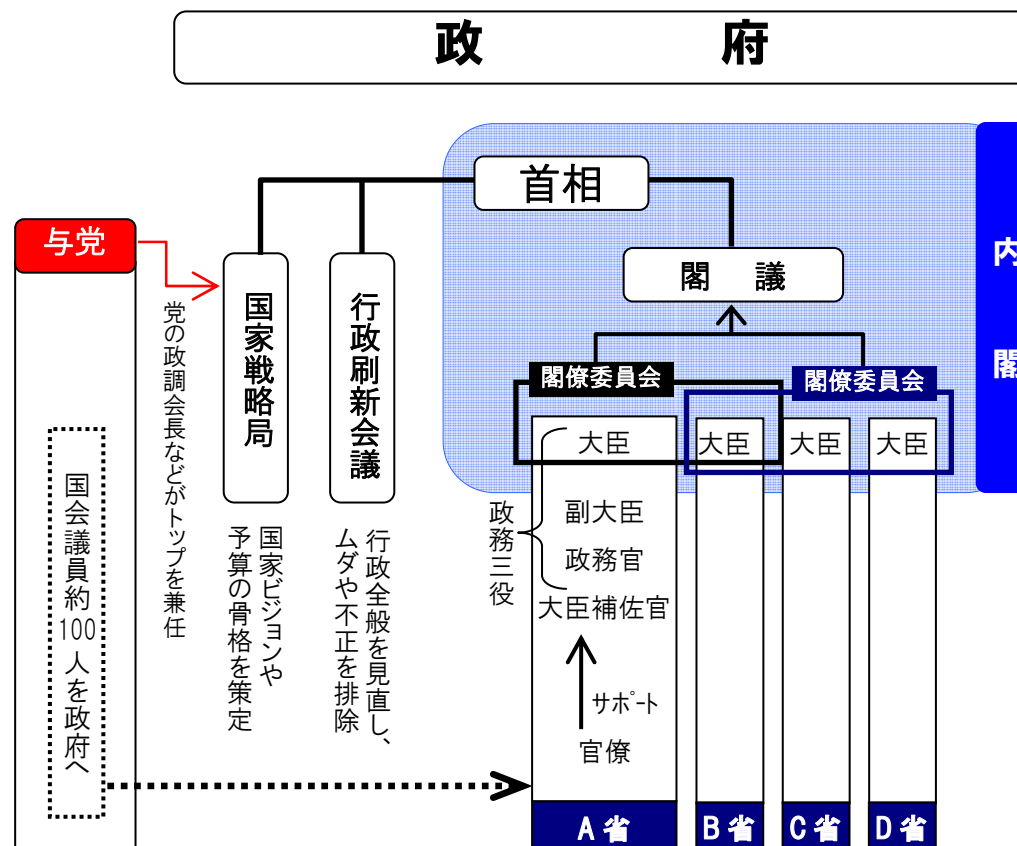 政府
首相
与党
閣議
内閣
国家戦略局
行政刷新会議
党の政調会長などがトップを兼任
閣僚委員会
閣僚委員会
大臣
大臣
大臣
大臣
国会議員約100人を政府へ
国家ビジョンや
予算の骨格を策定
行政全般を見直し、
ムダや不正を排除
政務三役
副大臣
政務官
大臣補佐官
サポート
官僚
A省
B省
C省
D省